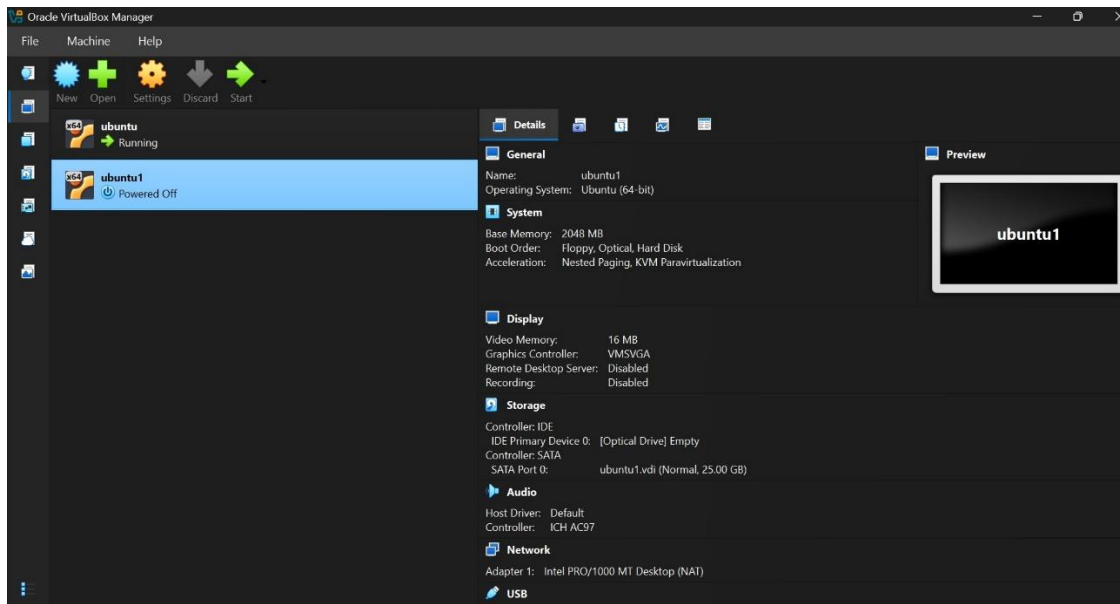 Oracle VirtualBox Manager
File Machine Help
New Open Settings Discard Start
x64 ubuntu
Running
x64 ubuntu1
Powered Off
Details
General
Name: ubuntu1
Operating System: Ubuntu (64-bit)
System
Base Memory: 2048 MB
Boot Order: Floppy, Optical, Hard Disk
Acceleration: Nested Paging, KVM Paravirtualization
Preview
ubuntu1
Display
Video Memory: 16 MB
Graphics Controller: VMSVGA
Remote Desktop Server: Disabled
Recording: Disabled
Storage
Controller: IDE
IDE Primary Device 0: [Optical Drive] Empty
Controller: SATA
SATA Port 0: ubuntu1.vdi (Normal, 25.00 GB)
Audio
Host Driver: Default
Controller: ICH AC97
Network
Adapter 1: Intel PRO/1000 MT Desktop (NAT)
USB